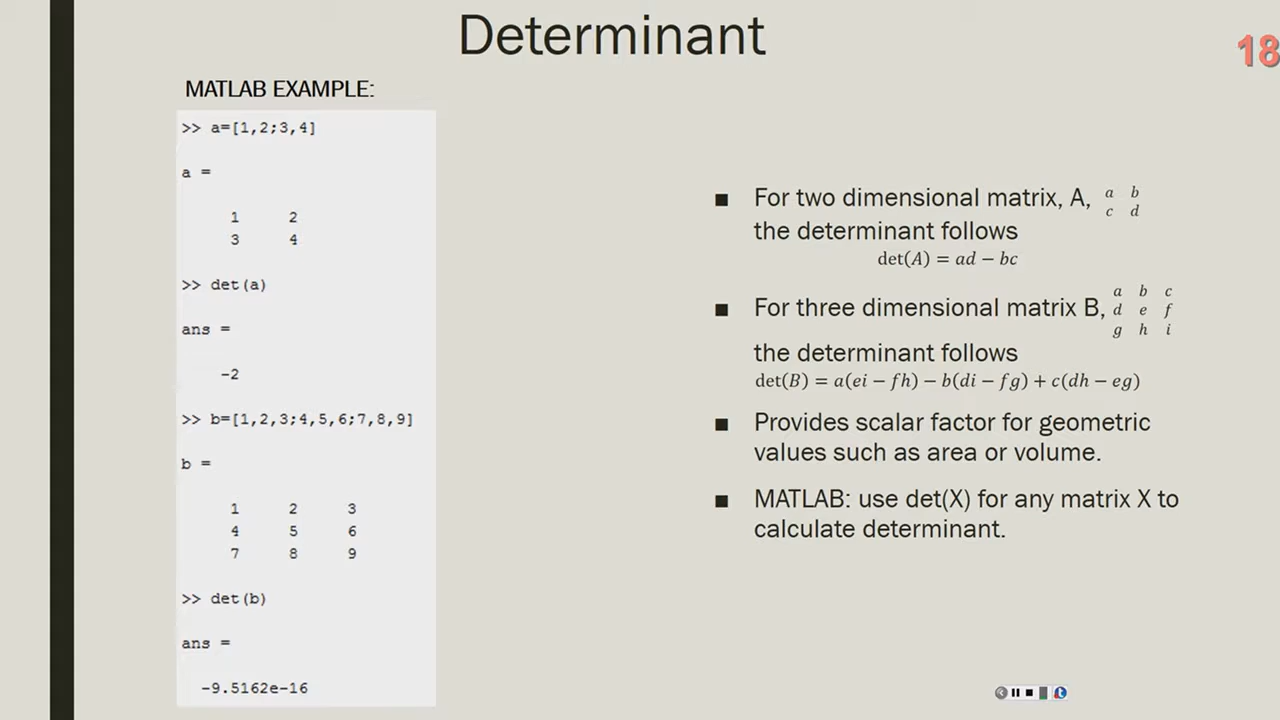 Determinant
18
MATLAB EXAMPLE:
>> a=[1,2;3,4]
a =
1 2
3 4
>> det(a)
ans =
-2
>> b=[1,2,3;4,5,6;7,8,9]
b =
1 2 3
4 5 6
7 8 9
>> det(b)
ans =
-9.5162e-16
■ For two dimensional matrix, A, a b
c d
the determinant follows
det(A) = ad − bc
a b c
■ For three dimensional matrix B, d e f
g h i
the determinant follows
det(B) = a(ei − fh) − b(di − fg) + c(dh − eg)
■ Provides scalar factor for geometric
values such as area or volume.
■ MATLAB: use det(X) for any matrix X to
calculate determinant.